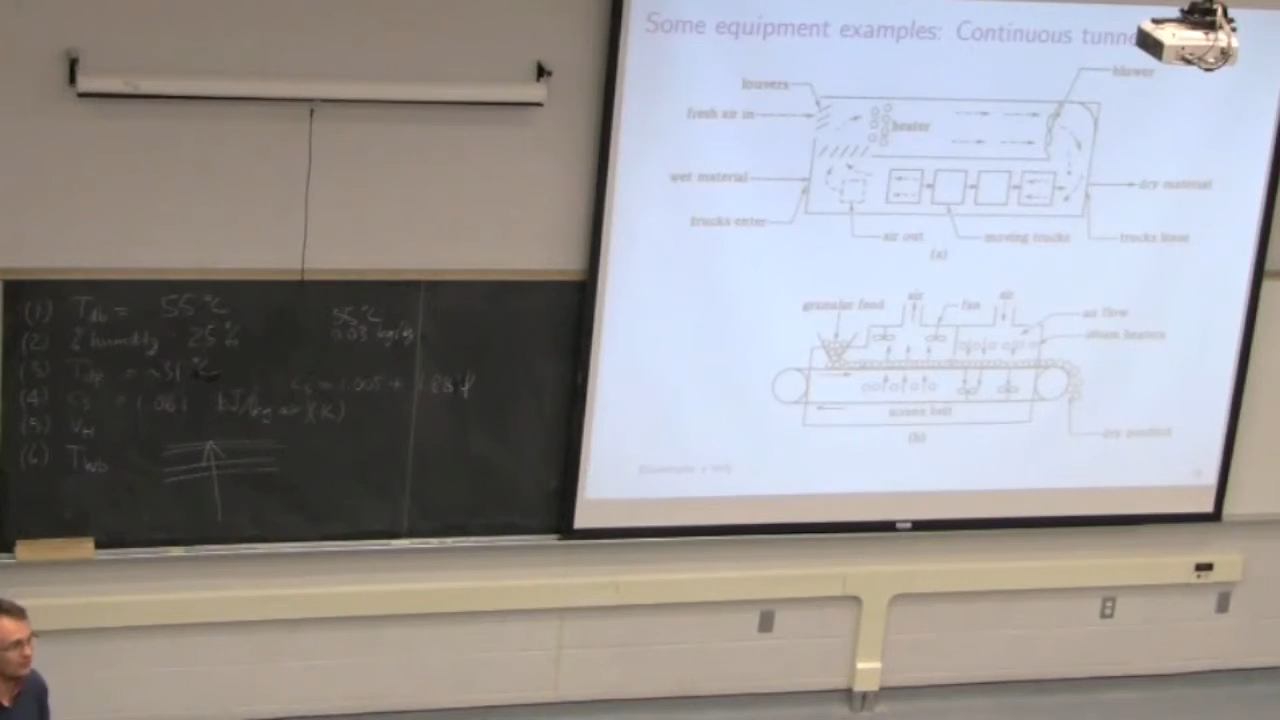 (1) Tdb = 55°C
(2) % humidity 25%
(3) Tdp = ~31°C
(4) cs = 1.061 kJ/(kg air)(K)
(5) VH
(6) Twb
55°C
0.03 kg/kg
cs = 1.005 + 1.88ψ
Some equipment examples: Continuous tunne
louvers
blower
fresh air in
heater
wet material
dry material
trucks enter
air out
moving trucks
trucks leave
(a)
granular feed
air
fan
air
air flow
steam heaters
screen belt
(b)
dry product